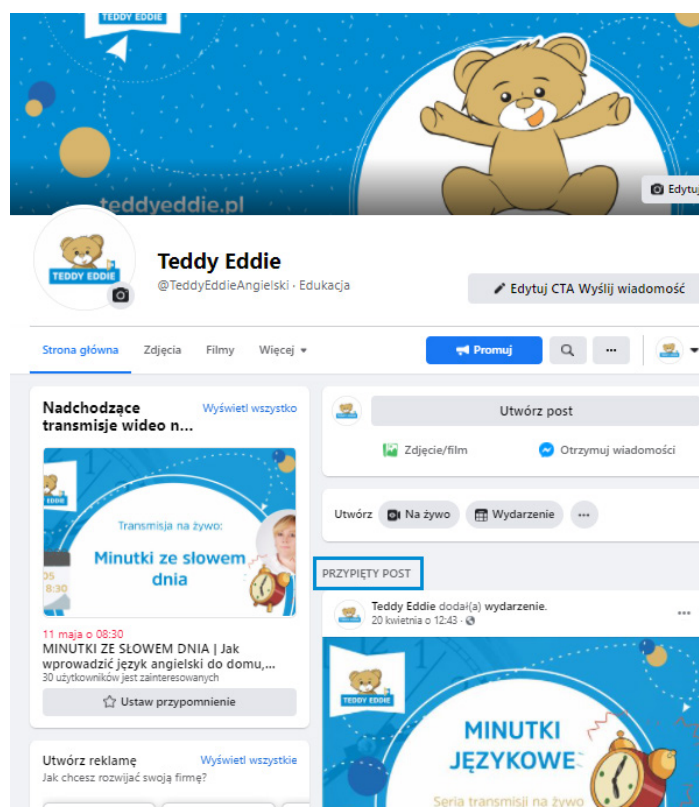 TEDDY EDDIE
teddyeddie.pl
Edytuj
TEDDY EDDIE
Teddy Eddie
@TeddyEddieAngielski · Edukacja
Edytuj CTA Wyślij wiadomość
Strona główna Zdjęcia Filmy Więcej
Promuj
Nadchodzące
transmisje wideo n...
Wyświetl wszystko
Transmisja na żywo:
Minutki ze słowem
dnia
05
8:30
11 maja o 08:30
MINUTKI ZE SŁOWEM DNIA | Jak
wprowadzić język angielski do domu,...
30 użytkowników jest zainteresowanych
Ustaw przypomnienie
Utwórz reklamę
Wyświetl wszystkie
Jak chcesz rozwijać swoją firmę?
Utwórz post
Zdjęcie/film
Otrzymuj wiadomości
Utwórz Na żywo Wydarzenie ...
PRZYPIĘTY POST
Teddy Eddie dodał(a) wydarzenie.
20 kwietnia o 12:43 ·
TEDDY EDDIE
MINUTKI
JĘZYKOWE
Seria transmisji na żywo